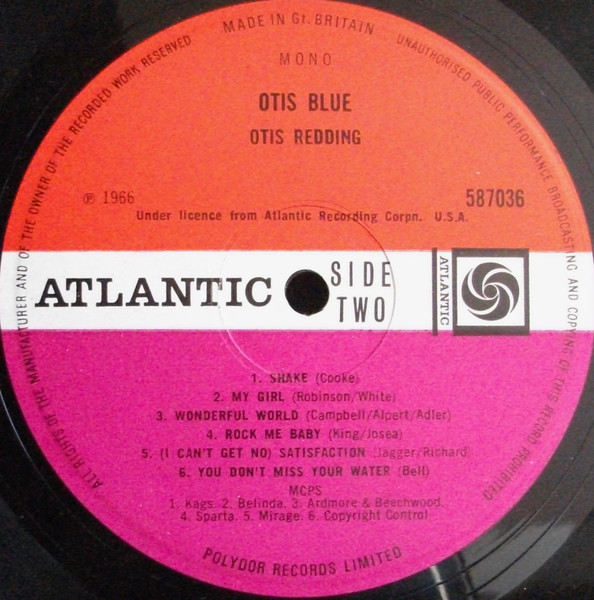 MADE IN Gt. BRITAIN
UNAUTHORISED PUBLIC PERFORMANCE BROADCASTING AND COPYING OF THIS RECORD PROHIBITED
ALL RIGHTS OF THE MANUFACTURER AND OF THE OWNER OF THE RECORDED WORK RESERVED
MONO
OTIS BLUE
OTIS REDDING
℗ 1966
587036
Under licence from Atlantic Recording Corpn. U.S.A.
ATLANTIC
SIDE
TWO
ATLANTIC
1. SHAKE (Cooke)
2. MY GIRL (Robinson/White)
3. WONDERFUL WORLD (Campbell/Alpert/Adler)
4. ROCK ME BABY (King/Josea)
5. (I CAN'T GET NO) SATISFACTION (Jagger/Richard)
6. YOU DON'T MISS YOUR WATER (Bell)
MCPS
1. Kags. 2. Belinda. 3. Ardmore & Beechwood.
4. Sparta. 5. Mirage. 6. Copyright Control
POLYDOR RECORDS LIMITED